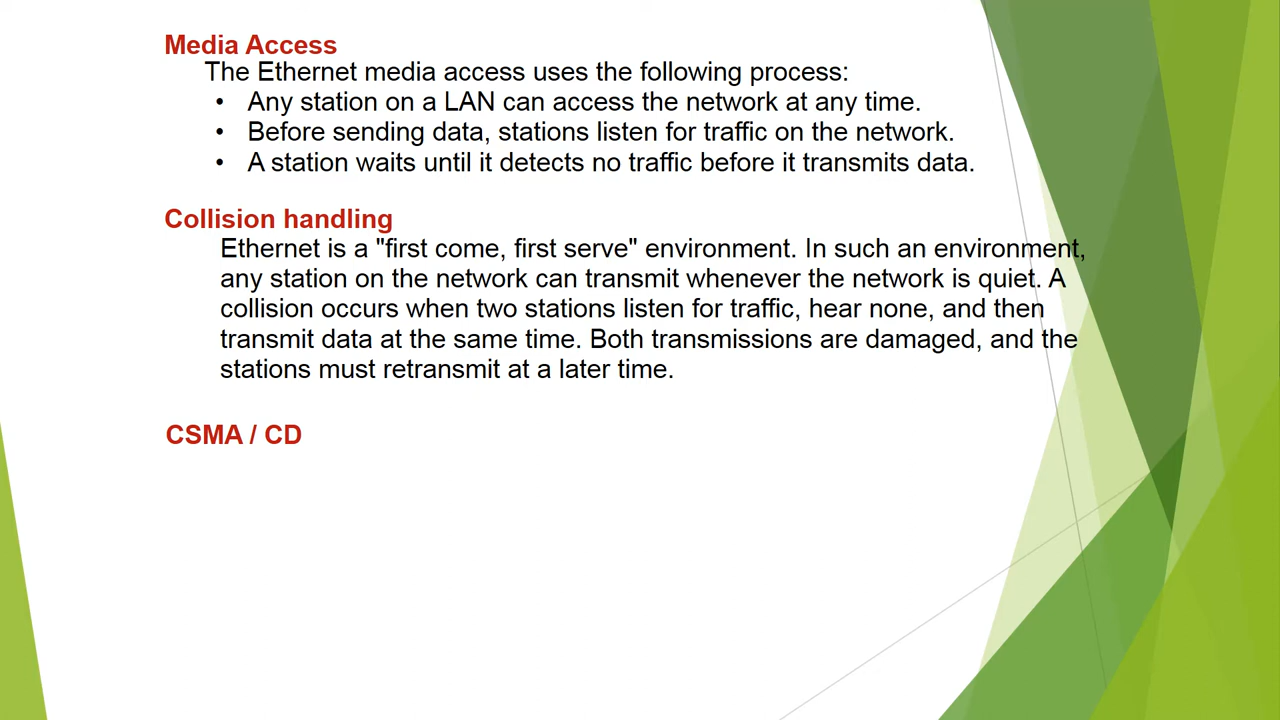 Media Access
The Ethernet media access uses the following process:
• Any station on a LAN can access the network at any time.
• Before sending data, stations listen for traffic on the network.
• A station waits until it detects no traffic before it transmits data.
Collision handling
Ethernet is a "first come, first serve" environment. In such an environment,
any station on the network can transmit whenever the network is quiet. A
collision occurs when two stations listen for traffic, hear none, and then
transmit data at the same time. Both transmissions are damaged, and the
stations must retransmit at a later time.
CSMA / CD